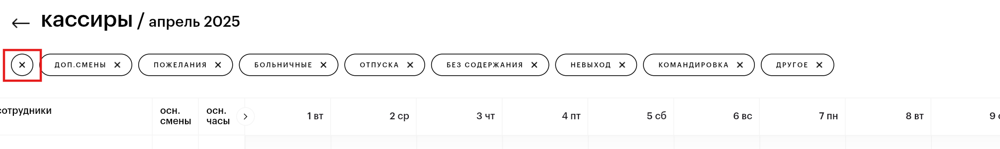 кассиры / апрель 2025
ДОП.СМЕНЫ ПОЖЕЛАНИЯ БОЛЬНИЧНЫЕ ОТПУСКА БЕЗ СОДЕРЖАНИЯ НЕВЫХОД КОМАНДИРОВКА ДРУГОЕ
сотрудники осн. смены осн. часы 1 вт 2 ср 3 чт 4 пт 5 сб 6 вс 7 пн 8 вт 9